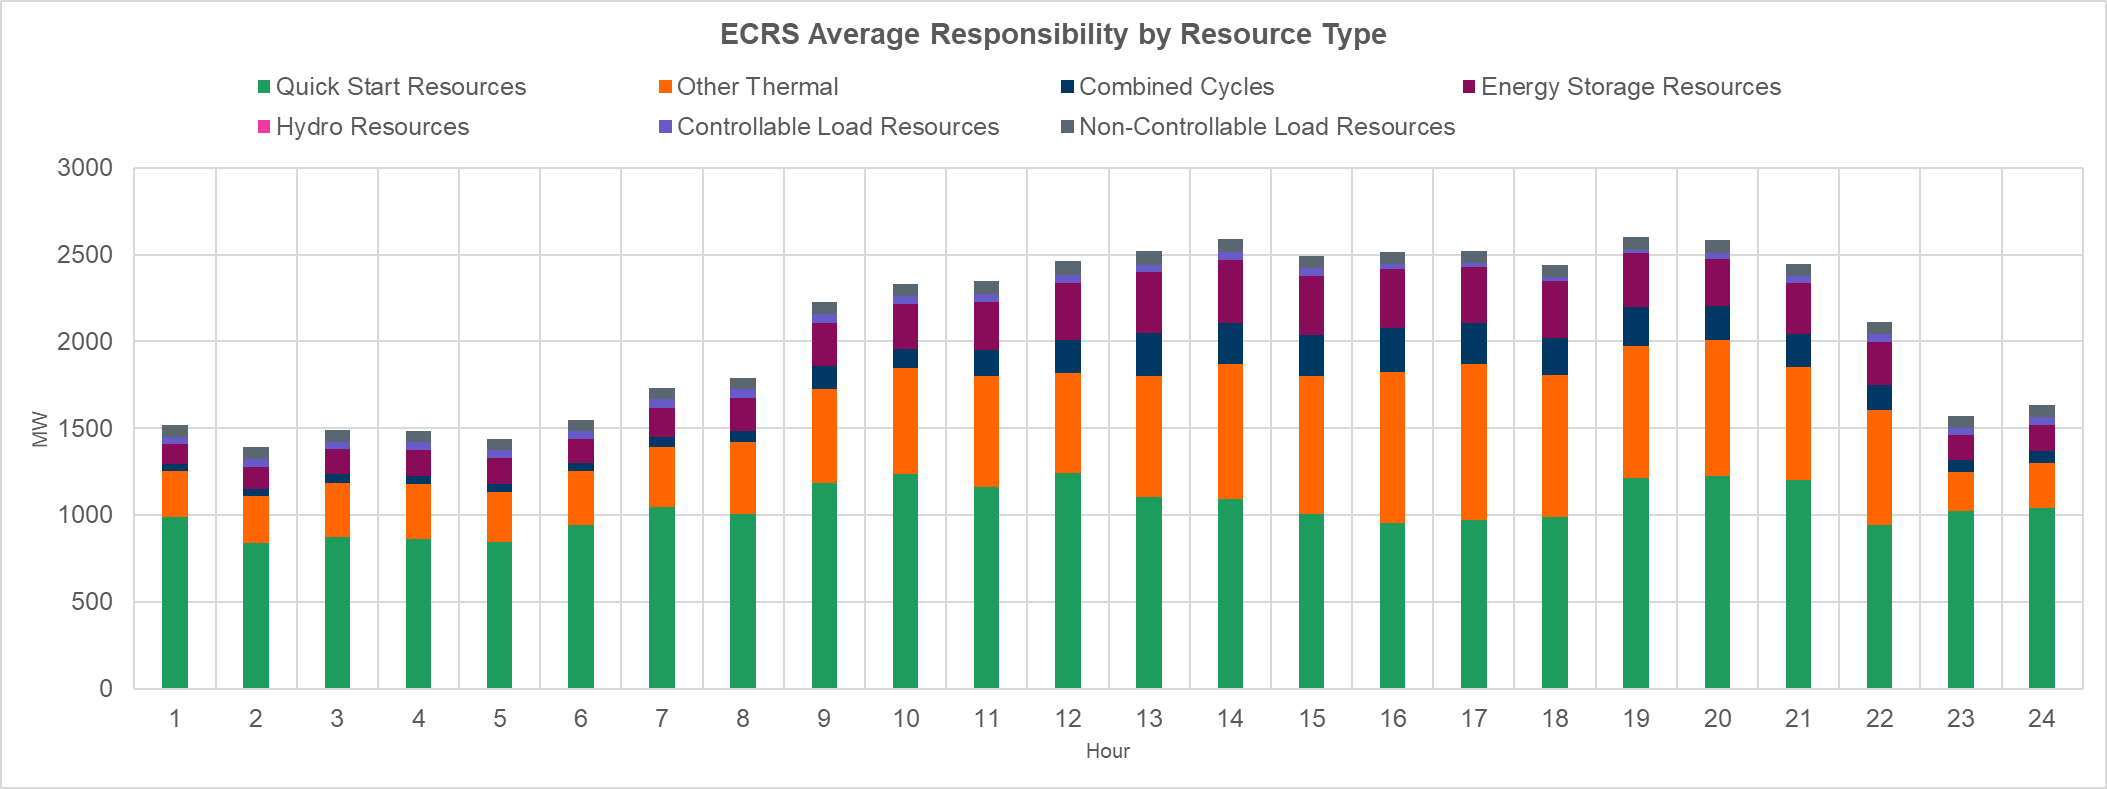 ECRS Average Responsibility by Resource Type
Quick Start Resources Other Thermal Combined Cycles Energy Storage Resources
Hydro Resources Controllable Load Resources Non-Controllable Load Resources
3000
2500
2000
1500
1000
500
0
MW
1 2 3 4 5 6 7 8 9 10 11 12 13 14 15 16 17 18 19 20 21 22 23 24
Hour